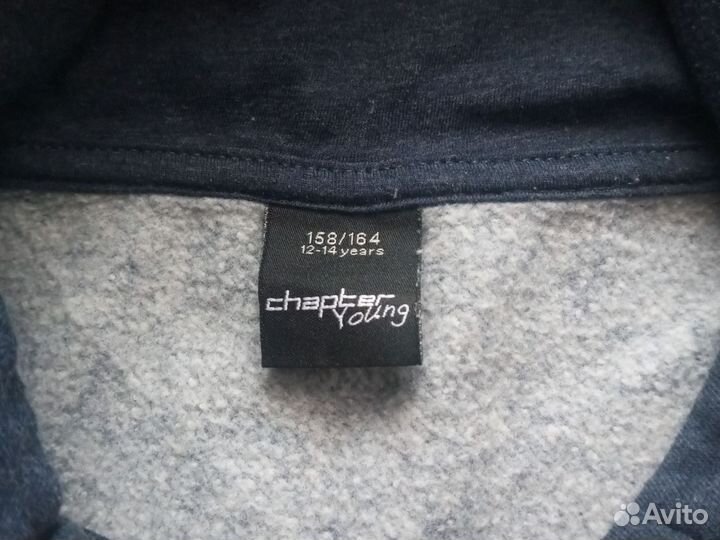 158/164
12-14 years
chapter
Young
Avito